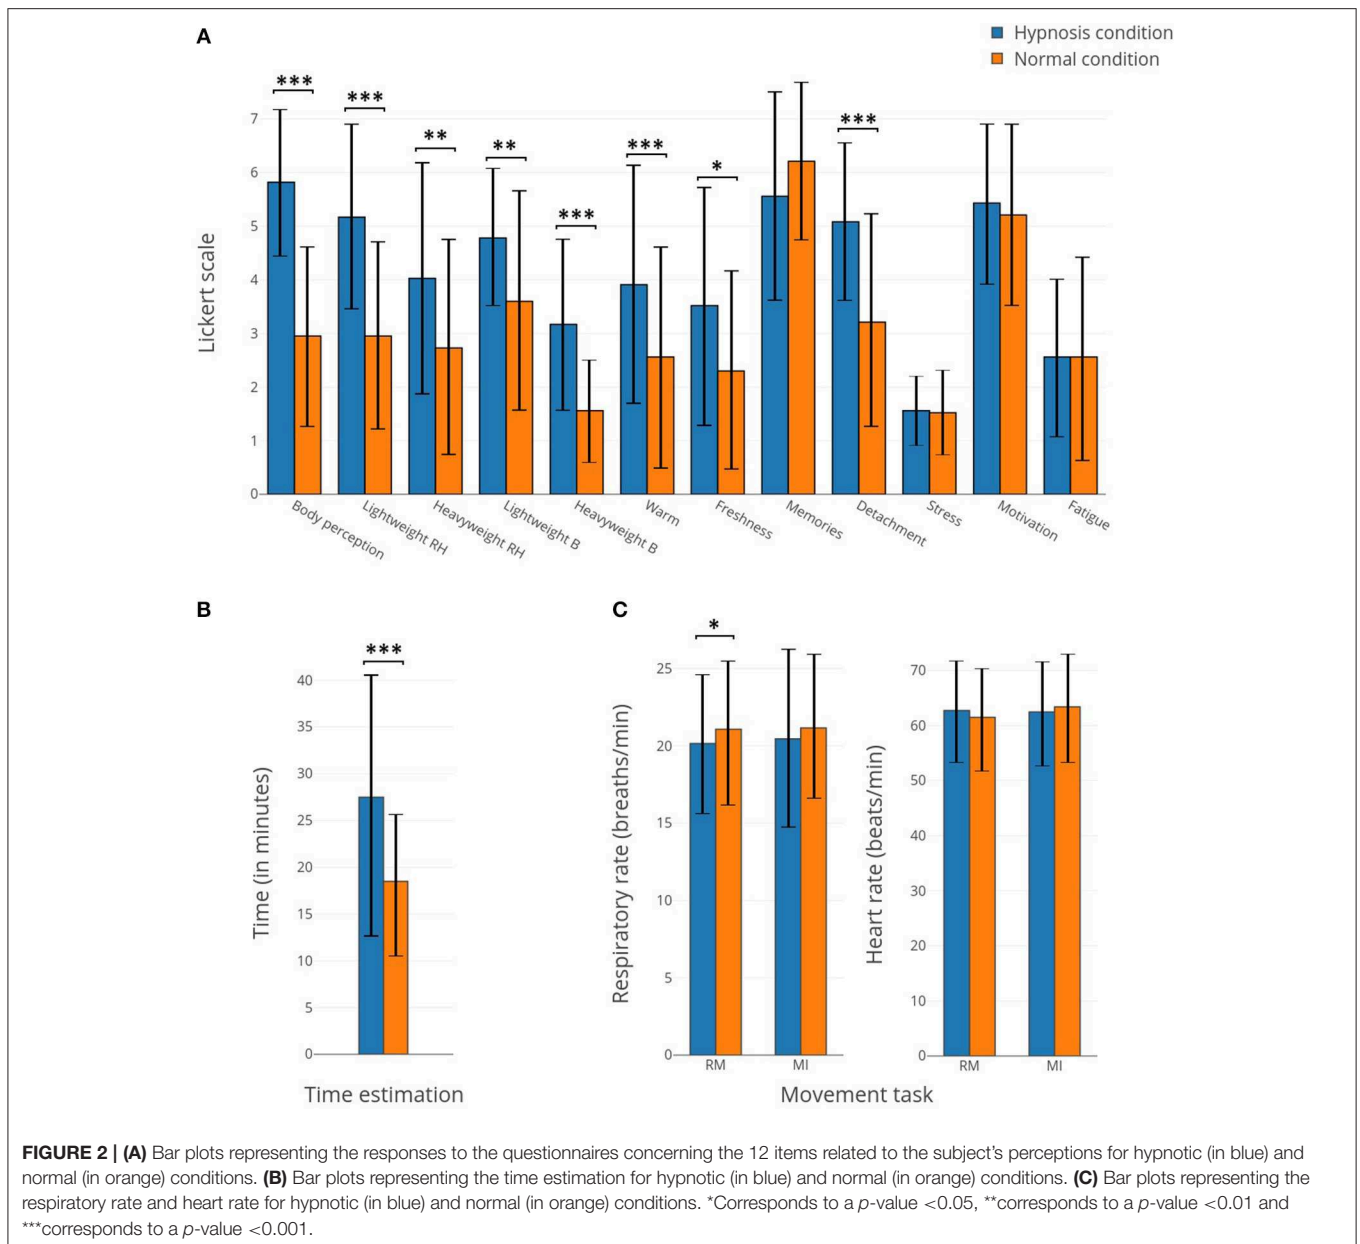 A
Hypnosis condition
Normal condition
***
***
**
**
***
***
*
***
7
6
5
4
3
2
1
0
Lickert scale
Body perception
Lightweight RH
Heavyweight RH
Lightweight B
Heavyweight B
Warm
Freshness
Memories
Detachment
Stress
Motivation
Fatigue
B
***
40
35
30
25
20
15
10
5
0
Time (in minutes)
Time estimation
C
*
25
20
15
10
5
0
Respiratory rate (breaths/min)
RM
MI
70
60
50
40
30
20
10
0
Heart rate (beats/min)
RM
MI
Movement task
FIGURE 2 | (A) Bar plots representing the responses to the questionnaires concerning the 12 items related to the subject's perceptions for hypnotic (in blue) and
normal (in orange) conditions. (B) Bar plots representing the time estimation for hypnotic (in blue) and normal (in orange) conditions. (C) Bar plots representing the
respiratory rate and heart rate for hypnotic (in blue) and normal (in orange) conditions. *Corresponds to a p-value <0.05, **corresponds to a p-value <0.01 and
***corresponds to a p-value <0.001.